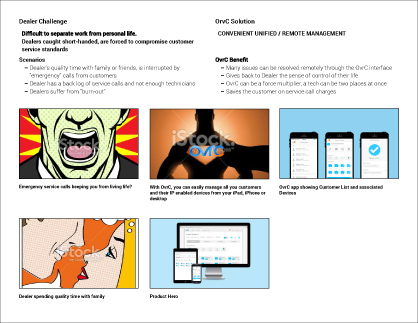 Dealer Challenge
Difficult to separate work from personal life.
Dealers caught short-handed, are forced to compromise customer
service standards
Scenarios
– Dealer's quality time with family or friends, is interrupted by
"emergency" calls from customers
– Dealer has a back log of service calls and not enough technicians
– Dealers suffer from "burn-out"
OrvC Solution
CONVENIENT UNIFIED / REMOTE MANAGEMENT
OvrC Benefit
– Many issues can be resolved remotely through the OvrC interface
– Gives back to Dealer the sense of control of their life
– OvrC can be a force multiplier; a tech can be two places at once
– Saves the customer on service call charges
iStock
Emergency service calls keeping you from living life?
iStock
OvrC
With OvrC, you can easily manage all you customers
and their IP enabled devices from your iPad, iPhone or
desktop
OvrC app showing Customer List and associated
Devices
iStock
Dealer spending quality time with family
Product Hero